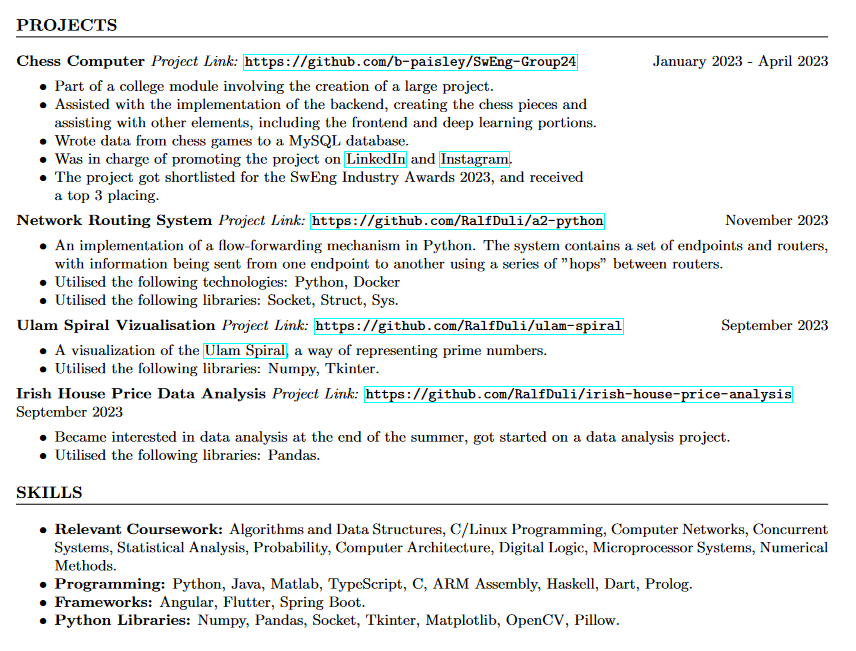 PROJECTS
Chess Computer Project Link: https://github.com/b-paisley/SwEng-Group24 January 2023 - April 2023
• Part of a college module involving the creation of a large project.
• Assisted with the implementation of the backend, creating the chess pieces and
assisting with other elements, including the frontend and deep learning portions.
• Wrote data from chess games to a MySQL database.
• Was in charge of promoting the project on LinkedIn and Instagram.
• The project got shortlisted for the SwEng Industry Awards 2023, and received
a top 3 placing.
Network Routing System Project Link: https://github.com/RalfDuli/a2-python November 2023
• An implementation of a flow-forwarding mechanism in Python. The system contains a set of endpoints and routers,
with information being sent from one endpoint to another using a series of ”hops” between routers.
• Utilised the following technologies: Python, Docker
• Utilised the following libraries: Socket, Struct, Sys.
Ulam Spiral Vizualisation Project Link: https://github.com/RalfDuli/ulam-spiral September 2023
• A visualization of the Ulam Spiral, a way of representing prime numbers.
• Utilised the following libraries: Numpy, Tkinter.
Irish House Price Data Analysis Project Link: https://github.com/RalfDuli/irish-house-price-analysis
September 2023
• Became interested in data analysis at the end of the summer, got started on a data analysis project.
• Utilised the following libraries: Pandas.
SKILLS
• Relevant Coursework: Algorithms and Data Structures, C/Linux Programming, Computer Networks, Concurrent
Systems, Statistical Analysis, Probability, Computer Architecture, Digital Logic, Microprocessor Systems, Numerical
Methods.
• Programming: Python, Java, Matlab, TypeScript, C, ARM Assembly, Haskell, Dart, Prolog.
• Frameworks: Angular, Flutter, Spring Boot.
• Python Libraries: Numpy, Pandas, Socket, Tkinter, Matplotlib, OpenCV, Pillow.